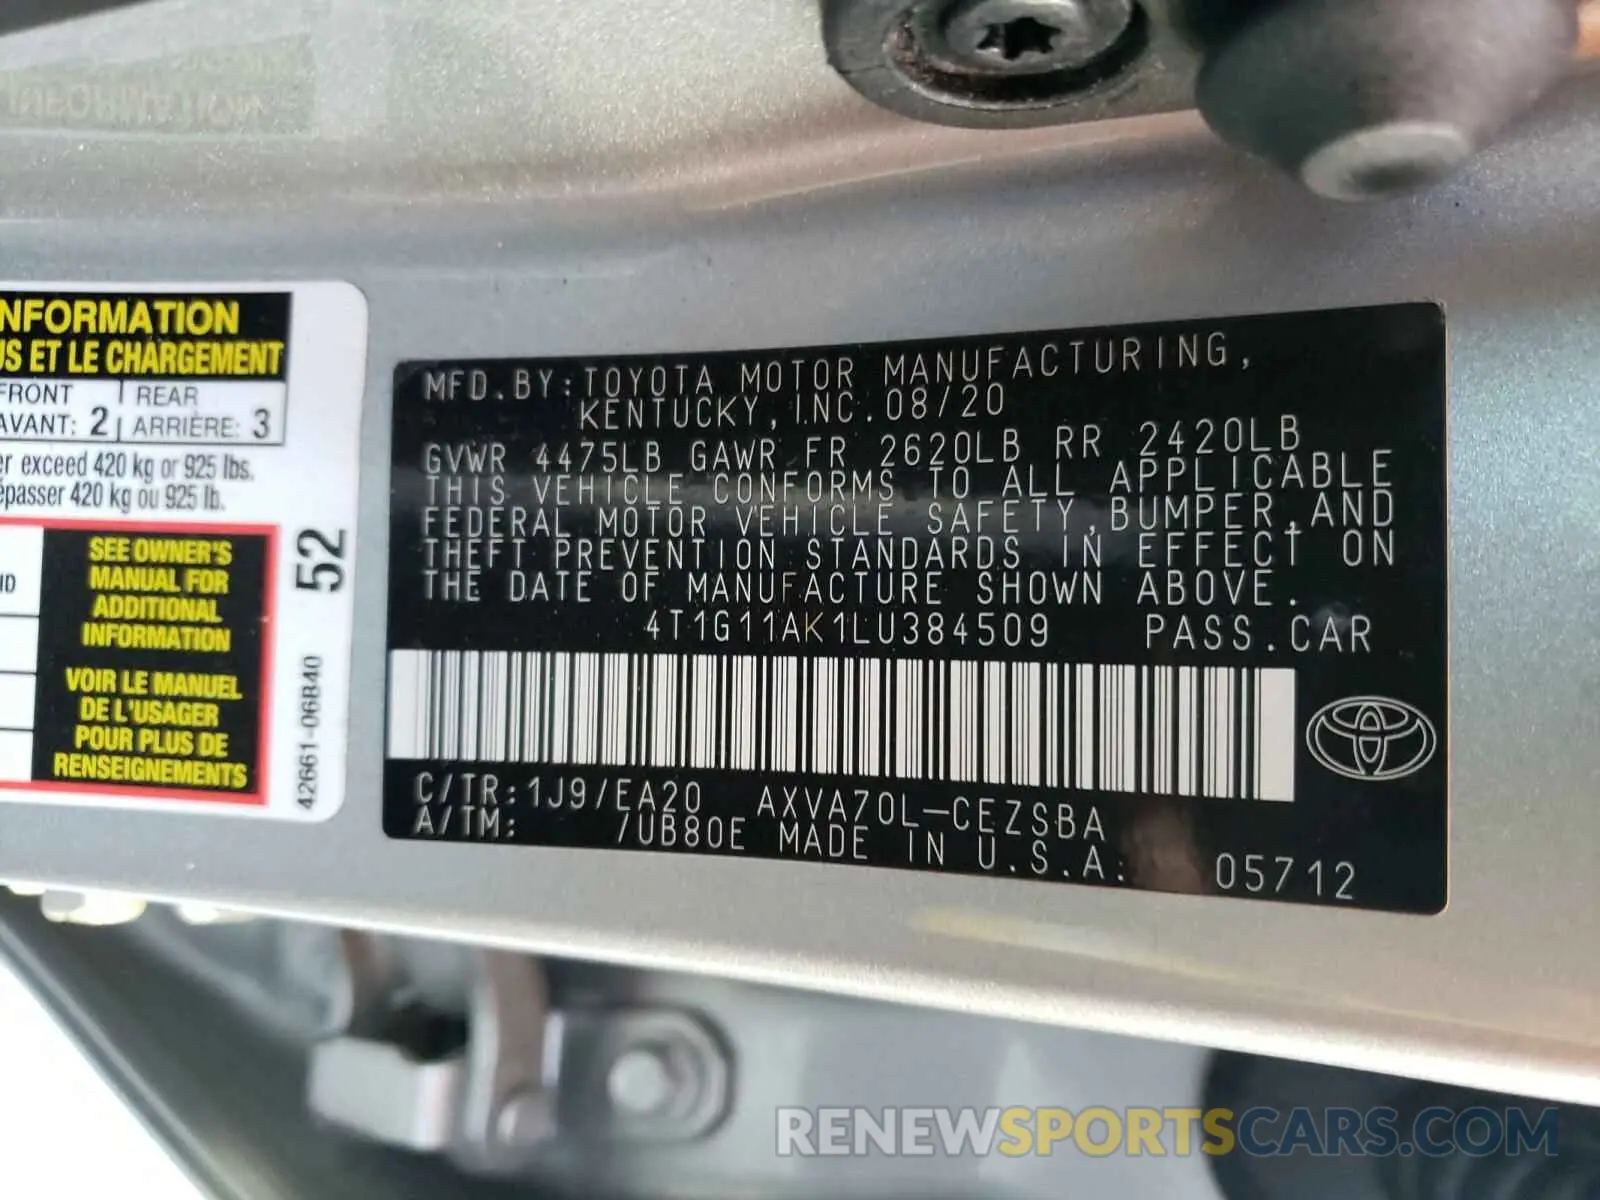 INFORMATION
NFORMATION
US ET LE CHARGEMENT
FRONT
REAR
AVANT: 2
ARRIÈRE: 3
exceed 420 kg or 925 lbs.
420 kg ou 925 lb.
SEE OWNER'S
MANUAL FOR
ADDITIONAL
INFORMATION
VOIR LE MANUEL
DE L'USAGER
POUR PLUS DE
RENSEIGNEMENTS
52
42661-06B40
MFD.BY:TOYOTA MOTOR MANUFACTURING,
KENTUCKY, INC.08/20
GVWR 4475LB GAWR FR 2620LB RR 2420LB
THIS VEHICLE CONFORMS TO ALL APPLICABLE
FEDERAL MOTOR VEHICLE SAFETY,BUMPER,AND
THEFT PREVENTION STANDARDS IN EFFECT ON
THE DATE OF MANUFACTURE SHOWN ABOVE.
4T1G11AK1LU384509 PASS.CAR
C/TR:1J9/EA20 AXVA70L-CEZSBA
A/TM: /UB80E MADE IN U.S.A. 05712
RENEWSPORTSCARS.COM